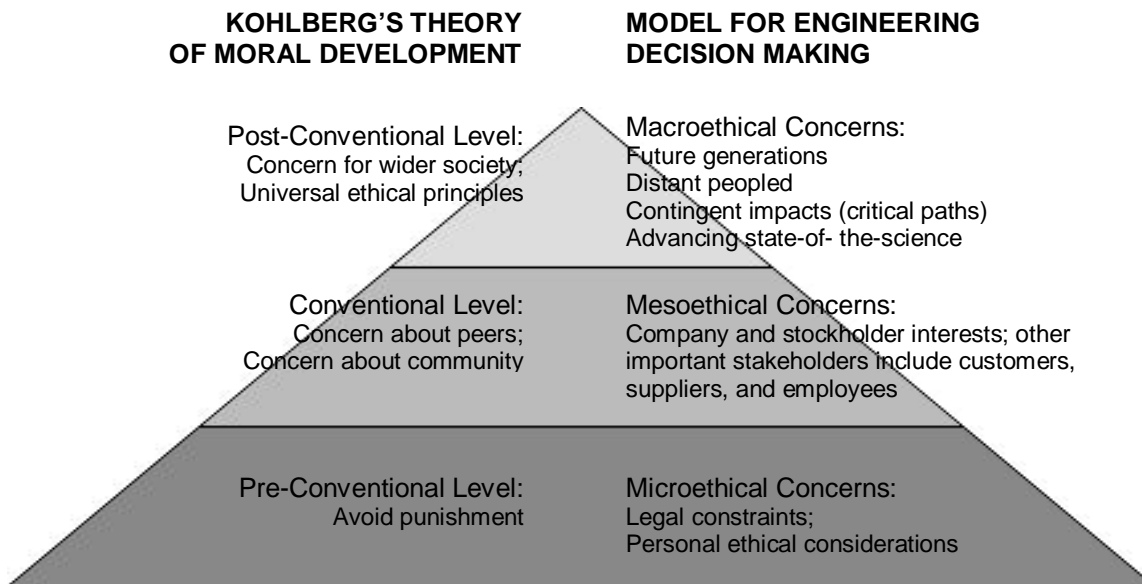 KOHLBERG’S THEORY
OF MORAL DEVELOPMENT
MODEL FOR ENGINEERING
DECISION MAKING
Post-Conventional Level:
Concern for wider society;
Universal ethical principles
Macroethical Concerns:
Future generations
Distant peopled
Contingent impacts (critical paths)
Advancing state-of- the-science
Conventional Level:
Concern about peers;
Concern about community
Mesoethical Concerns:
Company and stockholder interests; other
important stakeholders include customers,
suppliers, and employees
Pre-Conventional Level:
Avoid punishment
Microethical Concerns:
Legal constraints;
Personal ethical considerations